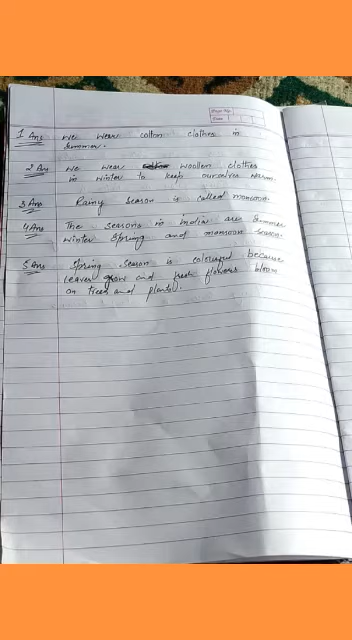 Page No.
Date
1 Ans We wear cotton clothes in
Summer.
2 Ans We wear woollen clothes
in winter to keep ourselves warm.
3 Ans Rainy season is called monsoon.
4 Ans The seasons in India are Summer
winter Spring and monsoon season.
5 Ans Spring season is colourful because
leaves grow and fresh flowers bloom
on trees and plants.